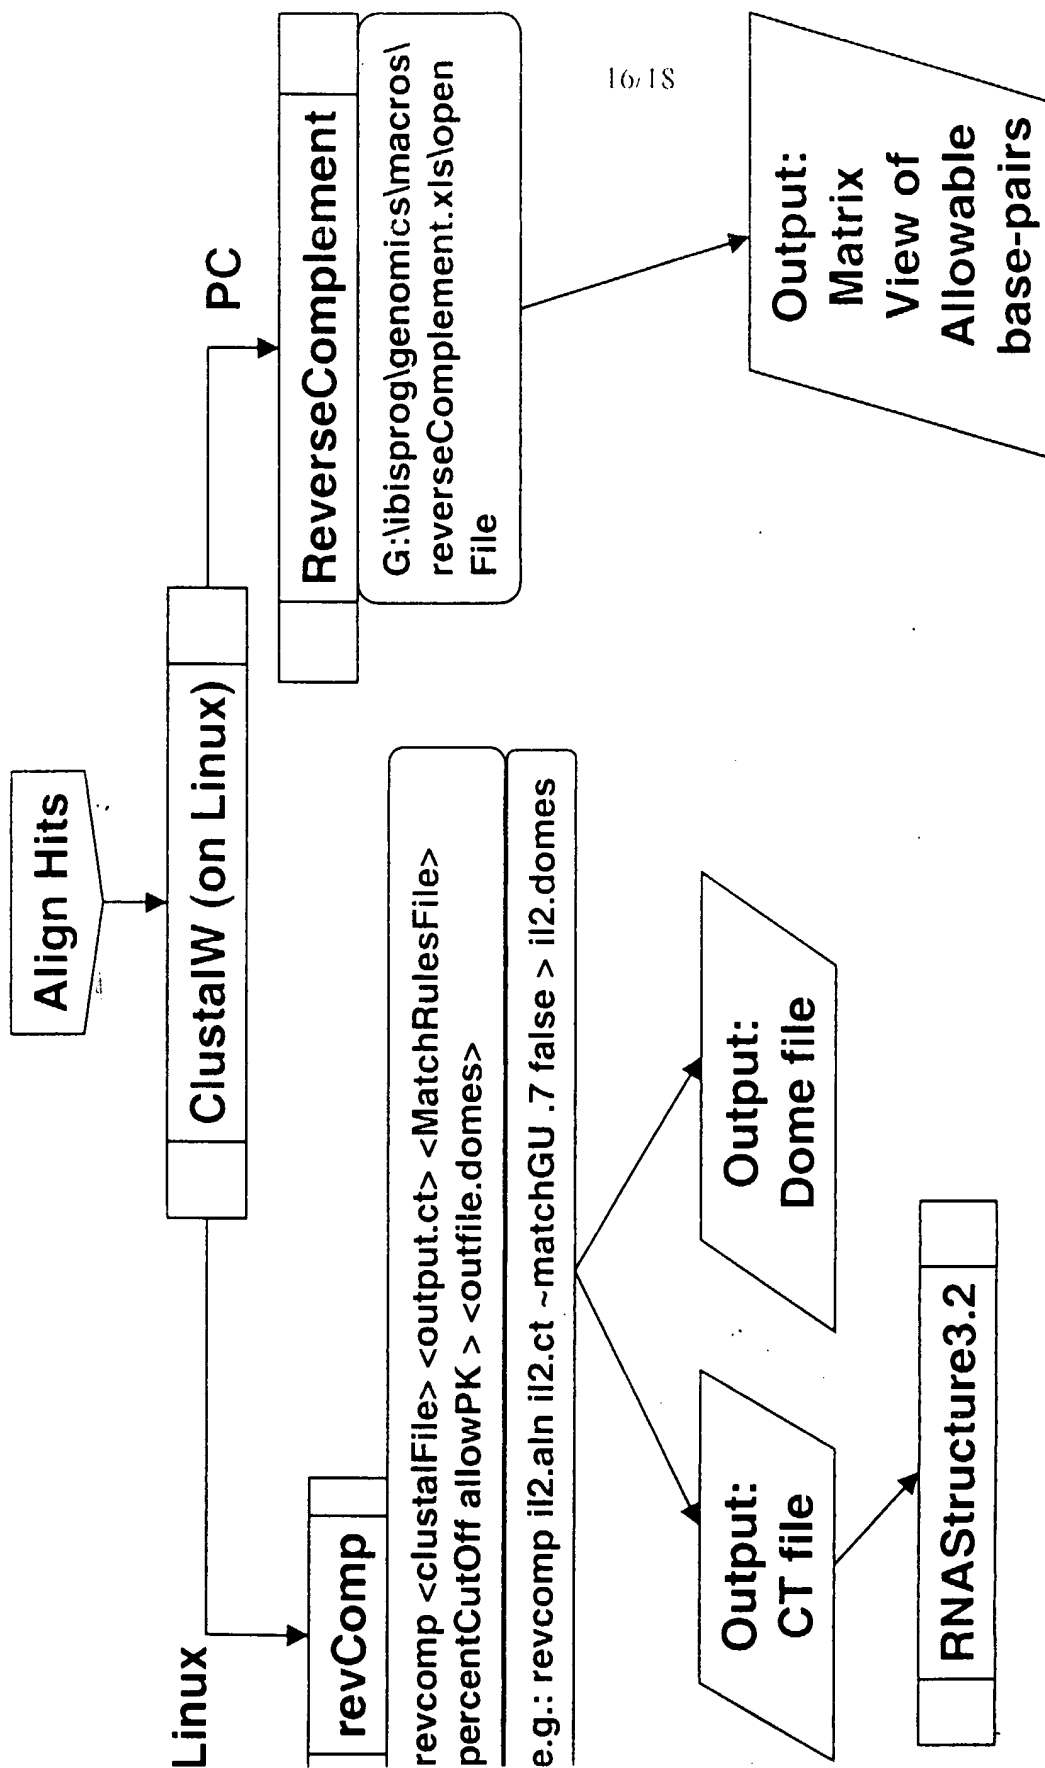 Align Hits
ClustalW (on Linux)
Linux
PC
revComp
revcomp <clustalFile> <output.ct> <MatchRulesFile>
percentCutOff allowPK > <outfile.domes>
e.g.: revcomp il2.aln il2.ct ~matchGU .7 false > il2.domes
Output:
CT file
Output:
Dome file
RNAStructure3.2
ReverseComplement
G:\ibisprog\genomics\macros\
reverseComplement.xls\open
File
Output:
Matrix
View of
Allowable
base-pairs
16/18